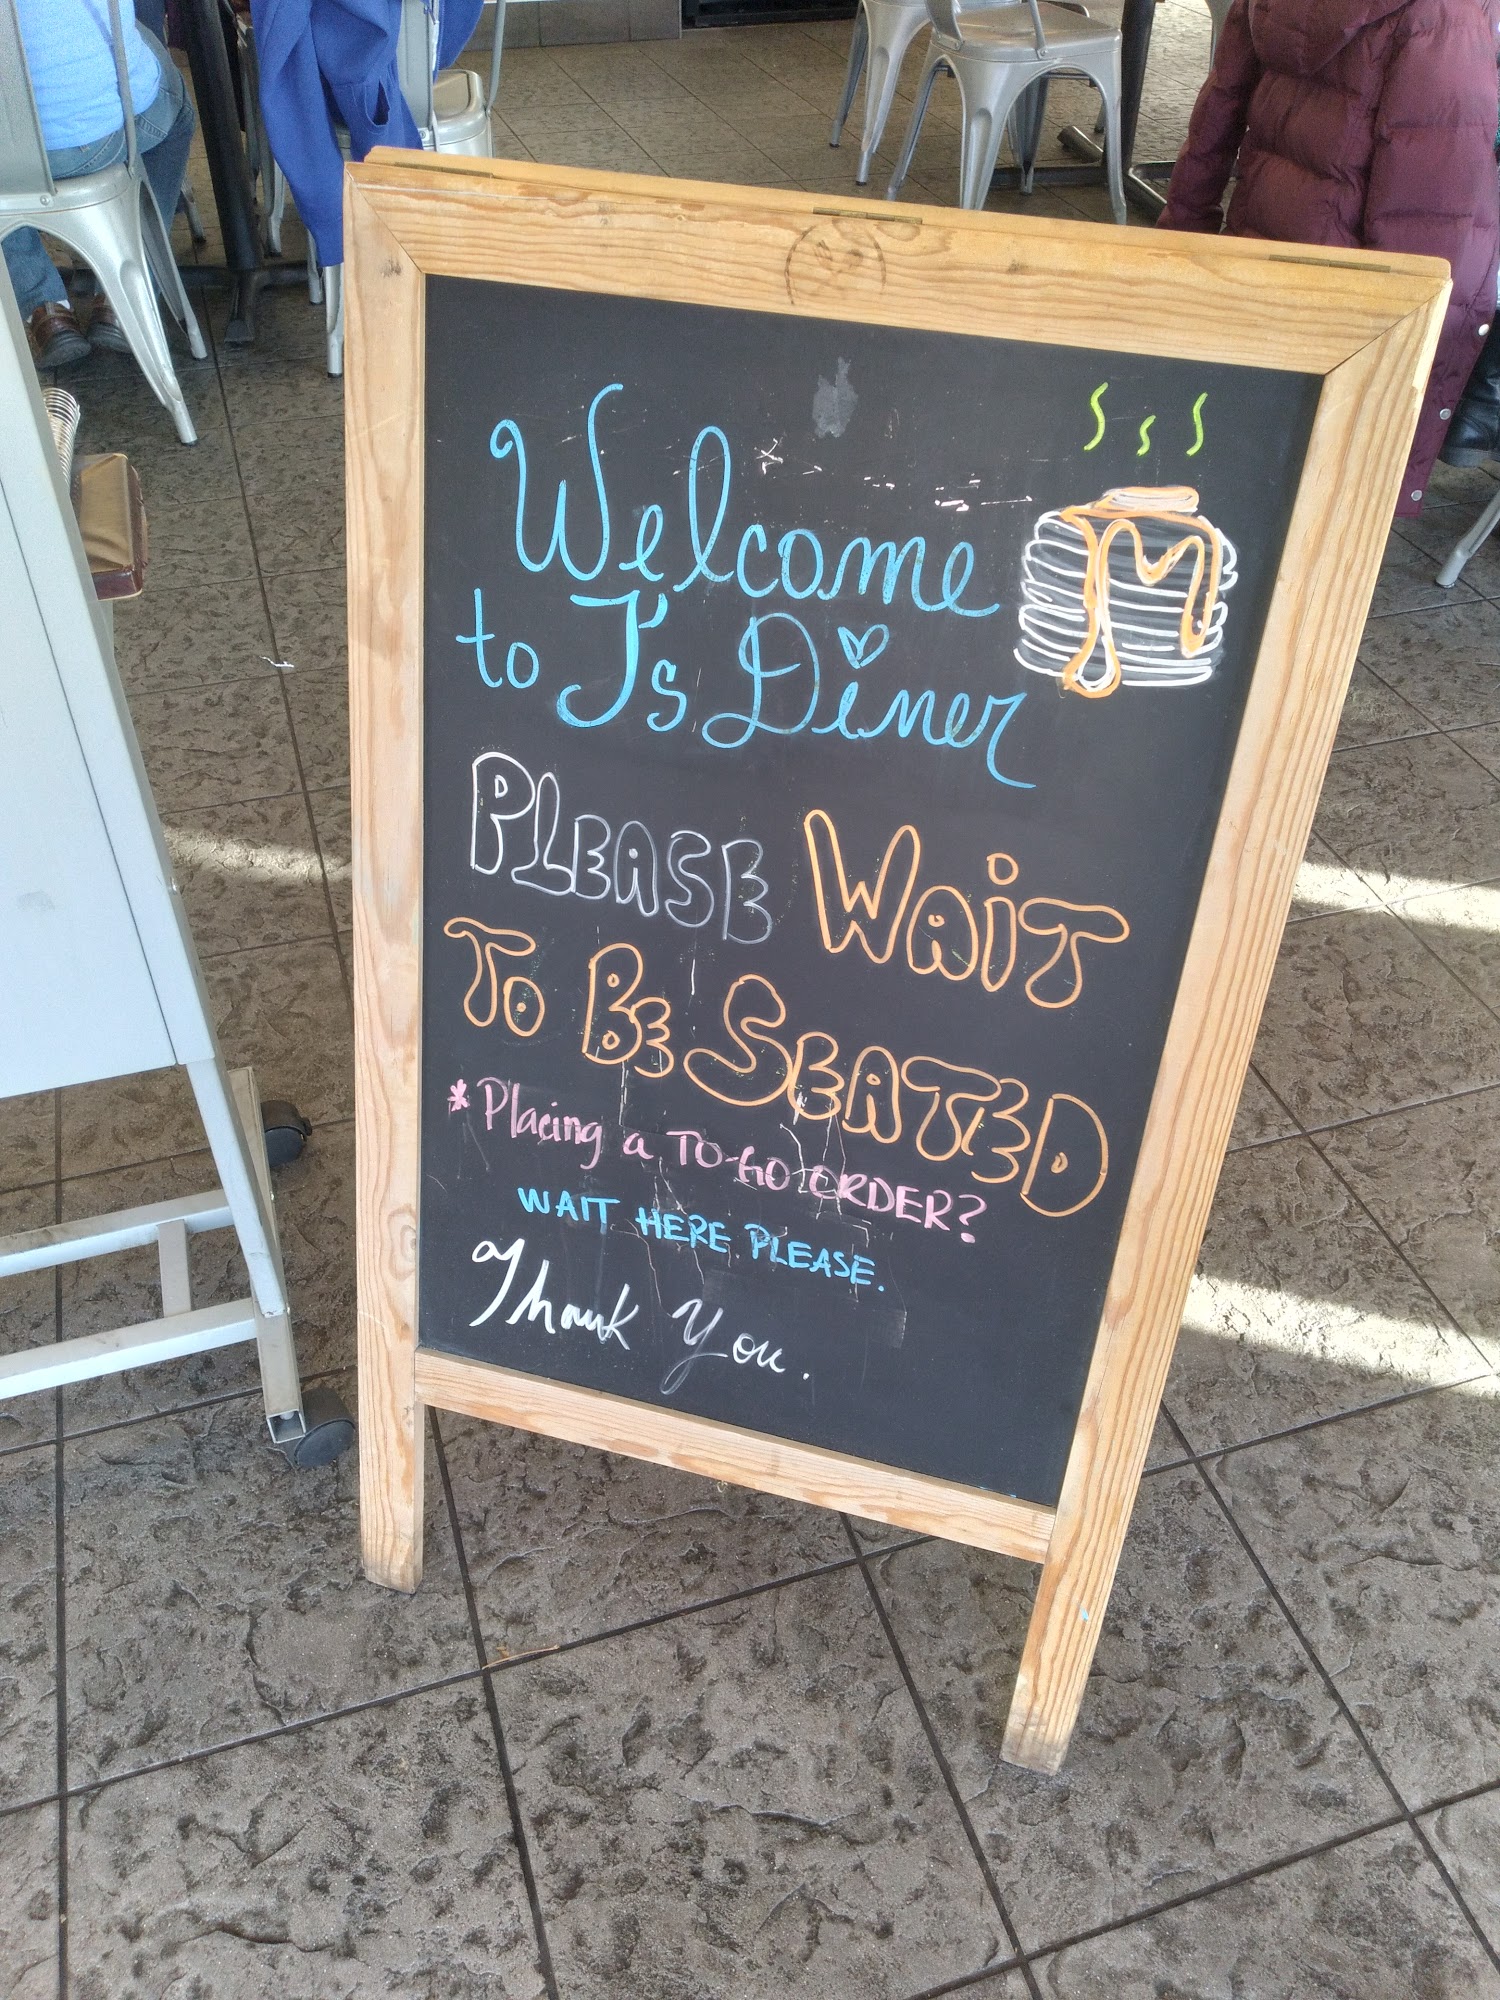 Welcome
to J's Diner
PLEASE WAIT
TO BE SEATED
* Placing a TO-GO ORDER?
WAIT HERE PLEASE.
Thank You.